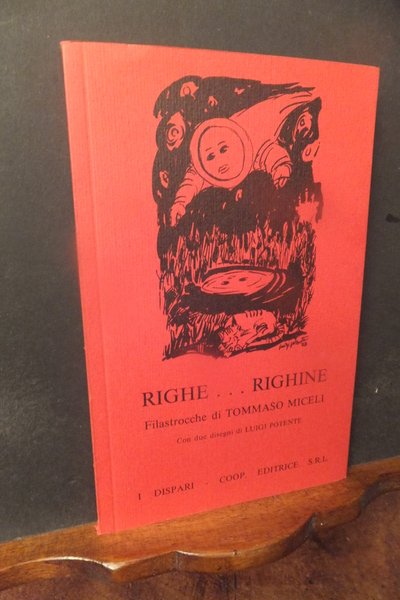 RIGHE . . . RIGHINE
Filastrocche di TOMMASO MICELI
Con due disegni di LUIGI POTENTE
I DISPARI - COOP. EDITRICE S.R.L.